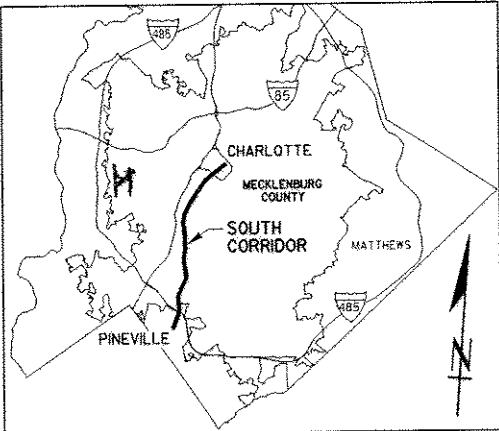 485
85
CHARLOTTE
MECKLENBURG
COUNTY
SOUTH
CORRIDOR
MATTHEWS
485
PINEVILLE
N